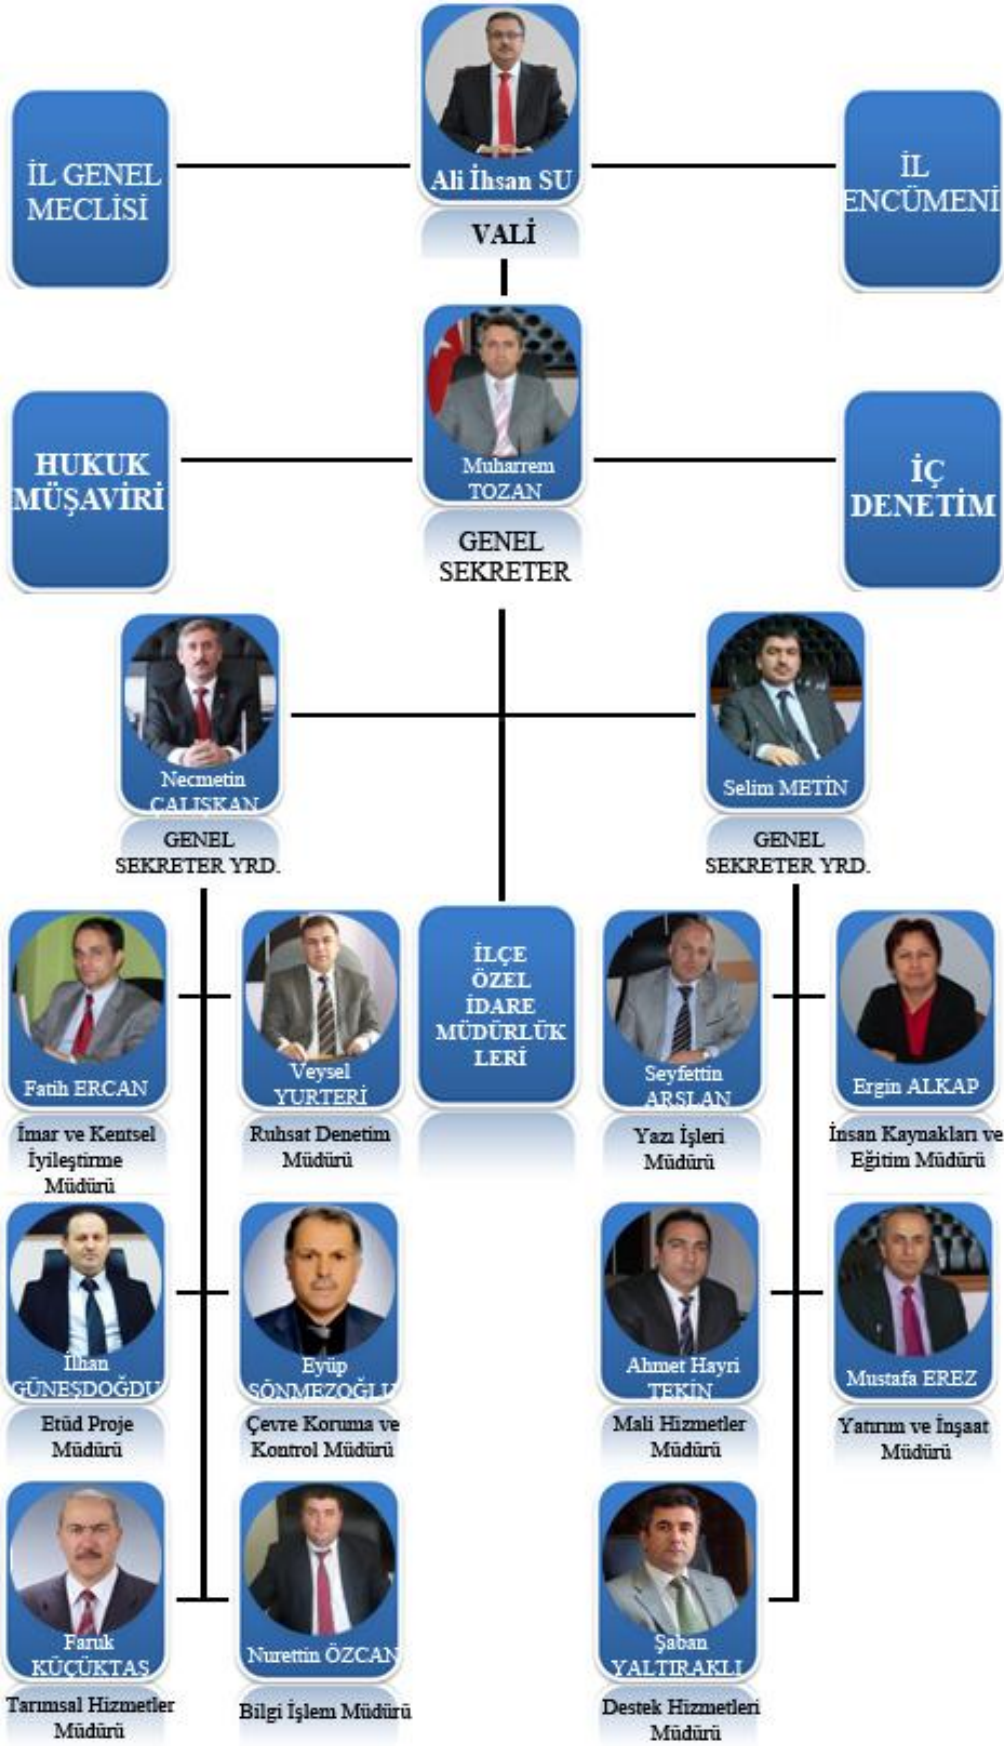 Ali İhsan SU
VALİ
İL GENEL
MECLİSİ
İL
ENCÜMENİ
Muharrem
TOZAN
GENEL
SEKRETER
HUKUK
MÜŞAVİRİ
İÇ
DENETİM
Necmetin
ÇALIŞKAN
GENEL
SEKRETER YRD.
Selim METİN
GENEL
SEKRETER YRD.
Fatih ERCAN
İmar ve Kentsel
İyileştirme
Müdürü
Veysel
YURTERİ
Ruhsat Denetim
Müdürü
İLÇE
ÖZEL
İDARE
MÜDÜRLÜK
LERİ
Seyfettin
ARSLAN
Yazı İşleri
Müdürü
Ergin ALKAP
İnsan Kaynakları ve
Eğitim Müdürü
İlhan
GÜNEŞDOĞDU
Etüd Proje
Müdürü
Eyüp
SÖNMEZOĞLU
Çevre Koruma ve
Kontrol Müdürü
Ahmet Hayri
TEKİN
Mali Hizmetler
Müdürü
Mustafa EREZ
Yatırım ve İnşaat
Müdürü
Faruk
KÜÇÜKTAŞ
Tarımsal Hizmetler
Müdürü
Nurettin ÖZCAN
Bilgi İşlem Müdürü
Şaban
YALTIRAKLI
Destek Hizmetleri
Müdürü